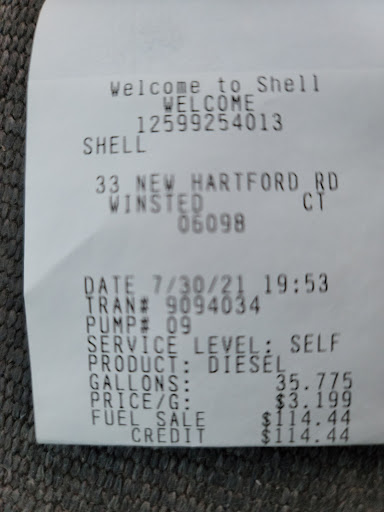 Welcome to Shell
WELCOME
12599254013
SHELL
33 NEW HARTFORD RD
WINSTED CT
06098
DATE 7/30/21 19:53
TRAN# 9094034
PUMP# 09
SERVICE LEVEL: SELF
PRODUCT: DIESEL
GALLONS: 35.775
PRICE/G: $3.199
FUEL SALE $114.44
CREDIT $114.44